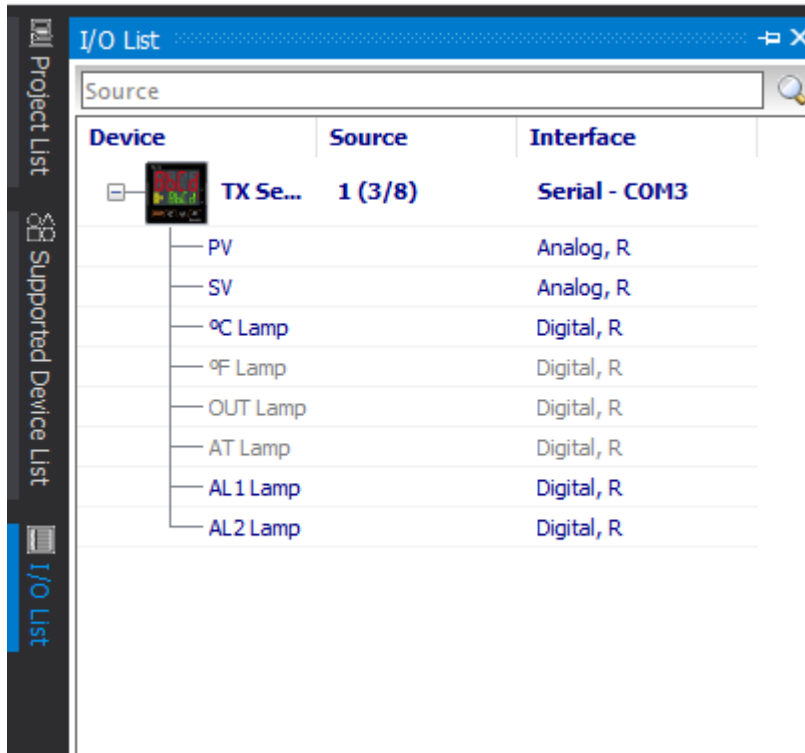 I/O List
Source
Device Source Interface
TX Se... 1 (3/8) Serial - COM3
PV Analog, R
SV Analog, R
ºC Lamp Digital, R
ºF Lamp Digital, R
OUT Lamp Digital, R
AT Lamp Digital, R
AL1 Lamp Digital, R
AL2 Lamp Digital, R
Project List
Supported Device List
I/O List